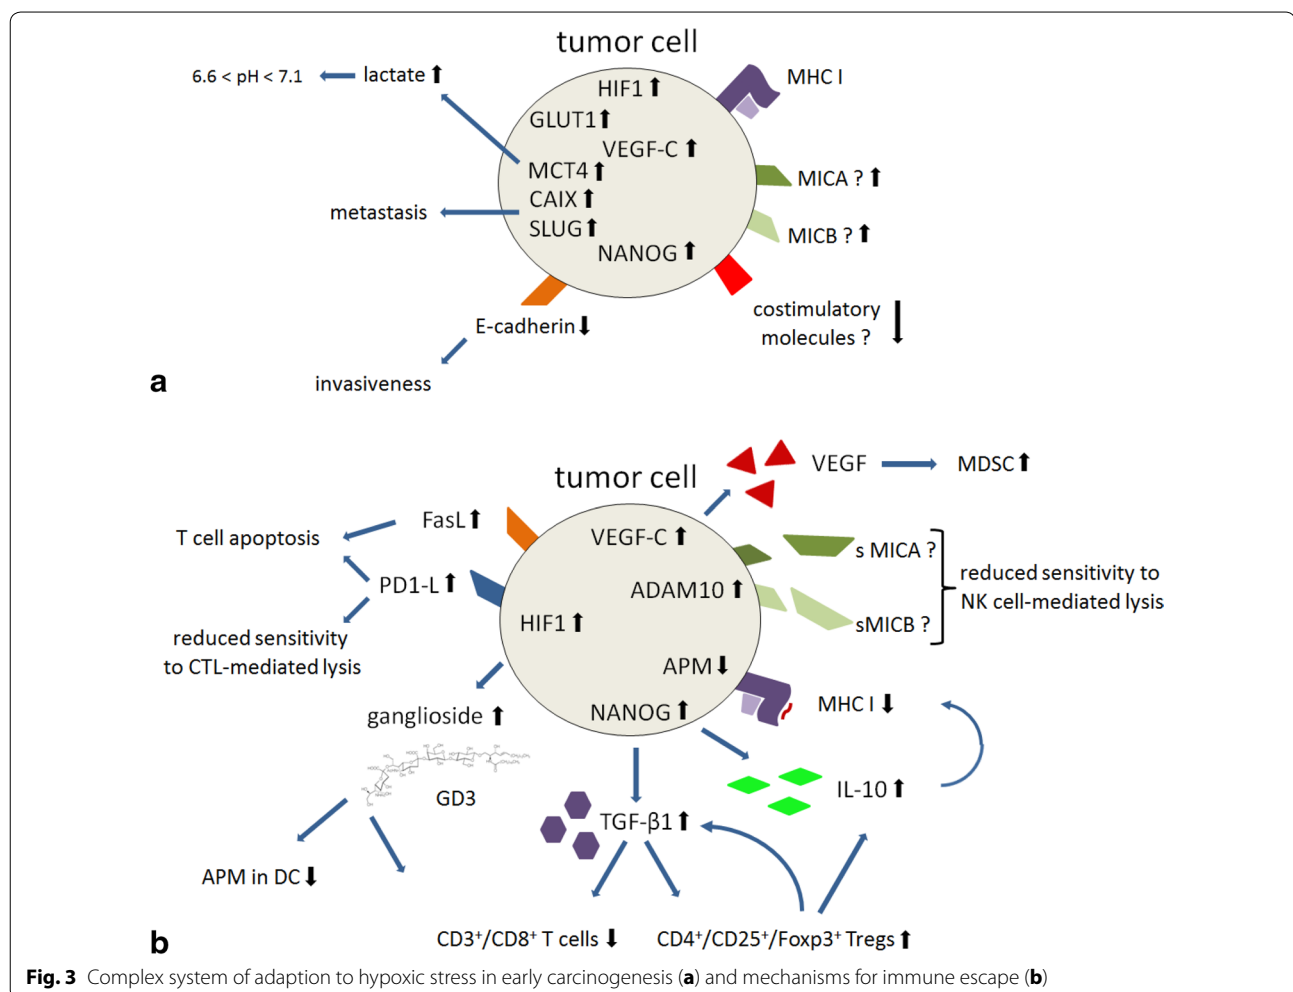 tumor cell
6.6 < pH < 7.1
lactate
HIF1
MHC I
GLUT1
VEGF-C
MCT4
MICA ?
CAIX
metastasis
SLUG
MICB ?
NANOG
costimulatory
molecules ?
E-cadherin
invasiveness
a
tumor cell
VEGF
MDSC
FasL
T cell apoptosis
VEGF-C
s MICA ?
PD1-L
ADAM10
reduced sensitivity to
NK cell-mediated lysis
HIF1
sMICB ?
reduced sensitivity
to CTL-mediated lysis
APM
MHC I
ganglioside
NANOG
GD3
IL-10
TGF-β1
APM in DC
CD3⁺/CD8⁺ T cells
CD4⁺/CD25⁺/Foxp3⁺ Tregs
b
Fig. 3 Complex system of adaption to hypoxic stress in early carcinogenesis (a) and mechanisms for immune escape (b)